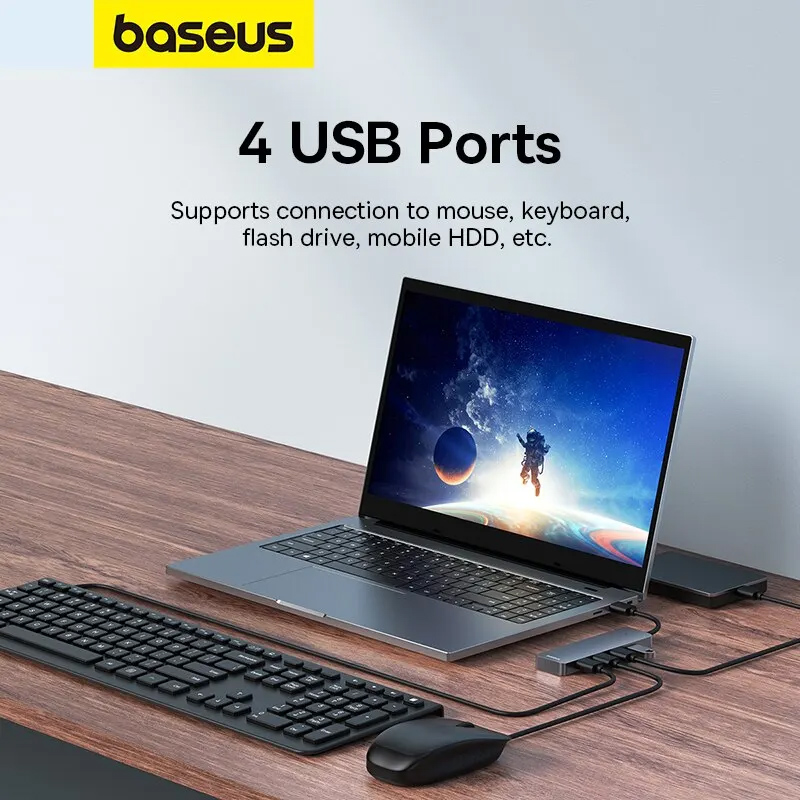 baseus
4 USB Ports
Supports connection to mouse, keyboard,
flash drive, mobile HDD, etc.